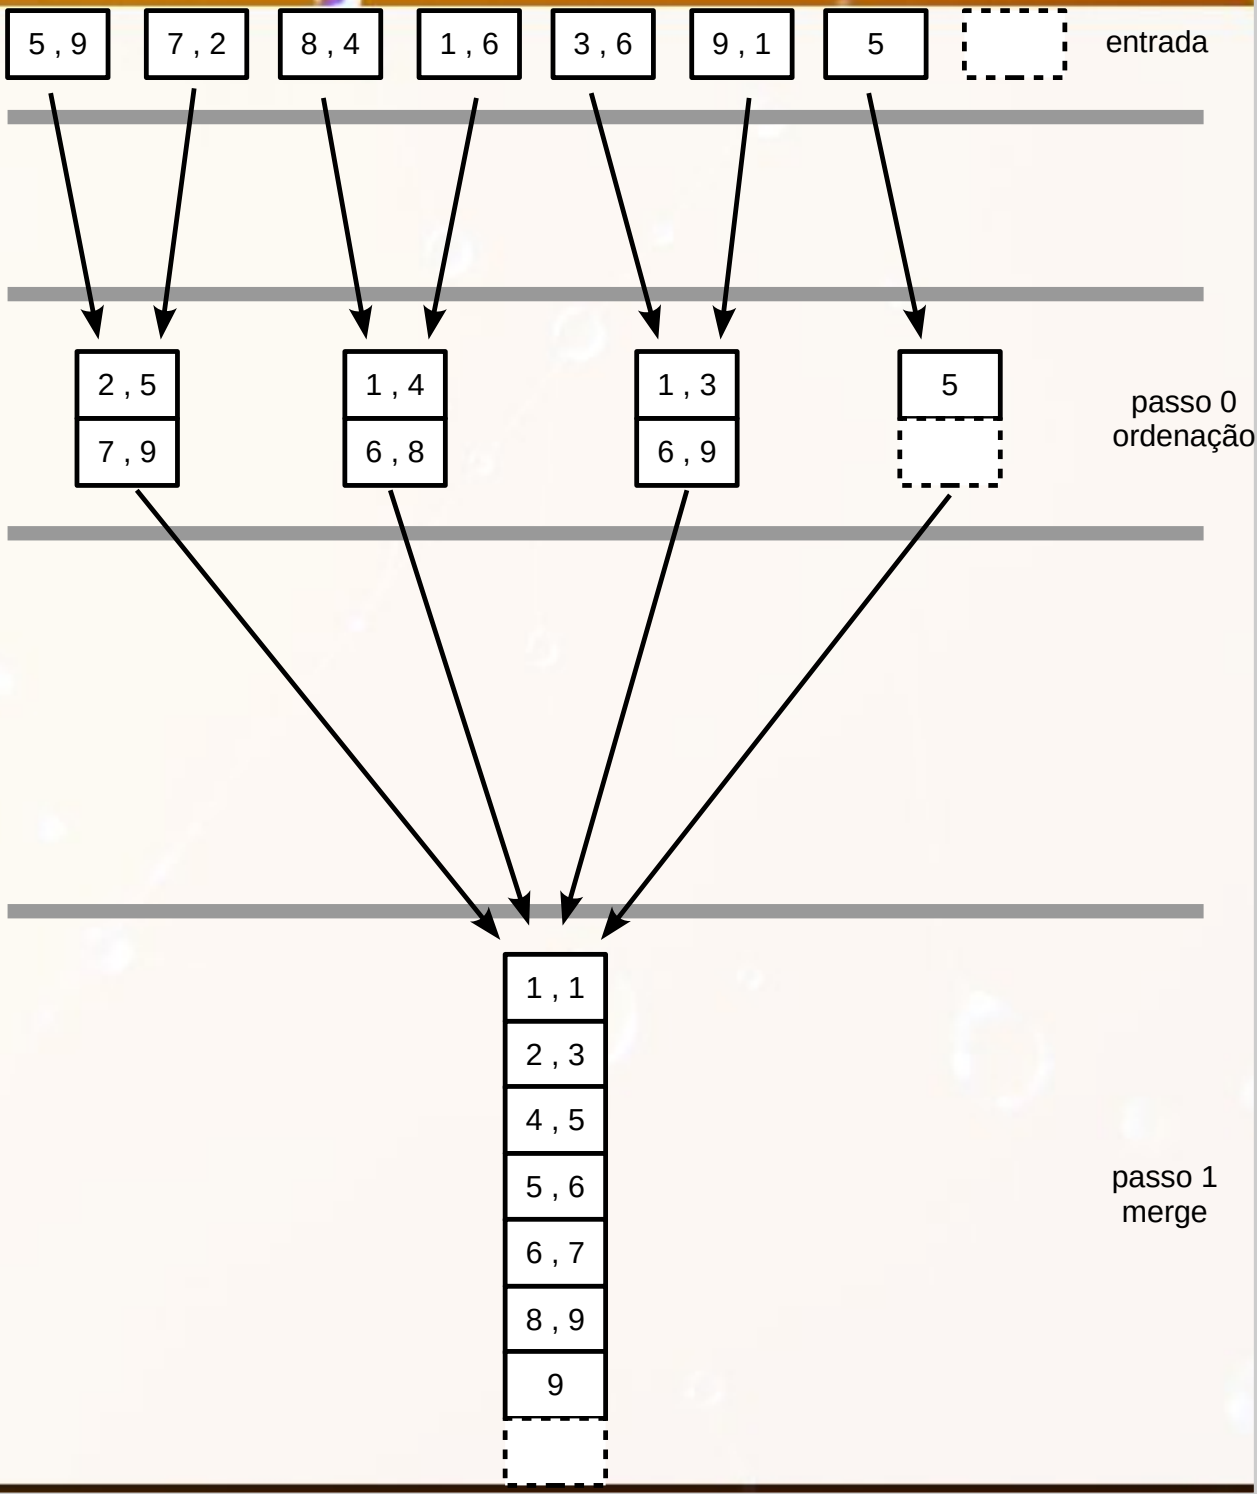 5 , 9 7 , 2 8 , 4 1 , 6 3 , 6 9 , 1 5 entrada
2 , 5 1 , 4 1 , 3 5
7 , 9 6 , 8 6 , 9
passo 0
ordenação
1 , 1
2 , 3
4 , 5
5 , 6
6 , 7
8 , 9
9
passo 1
merge